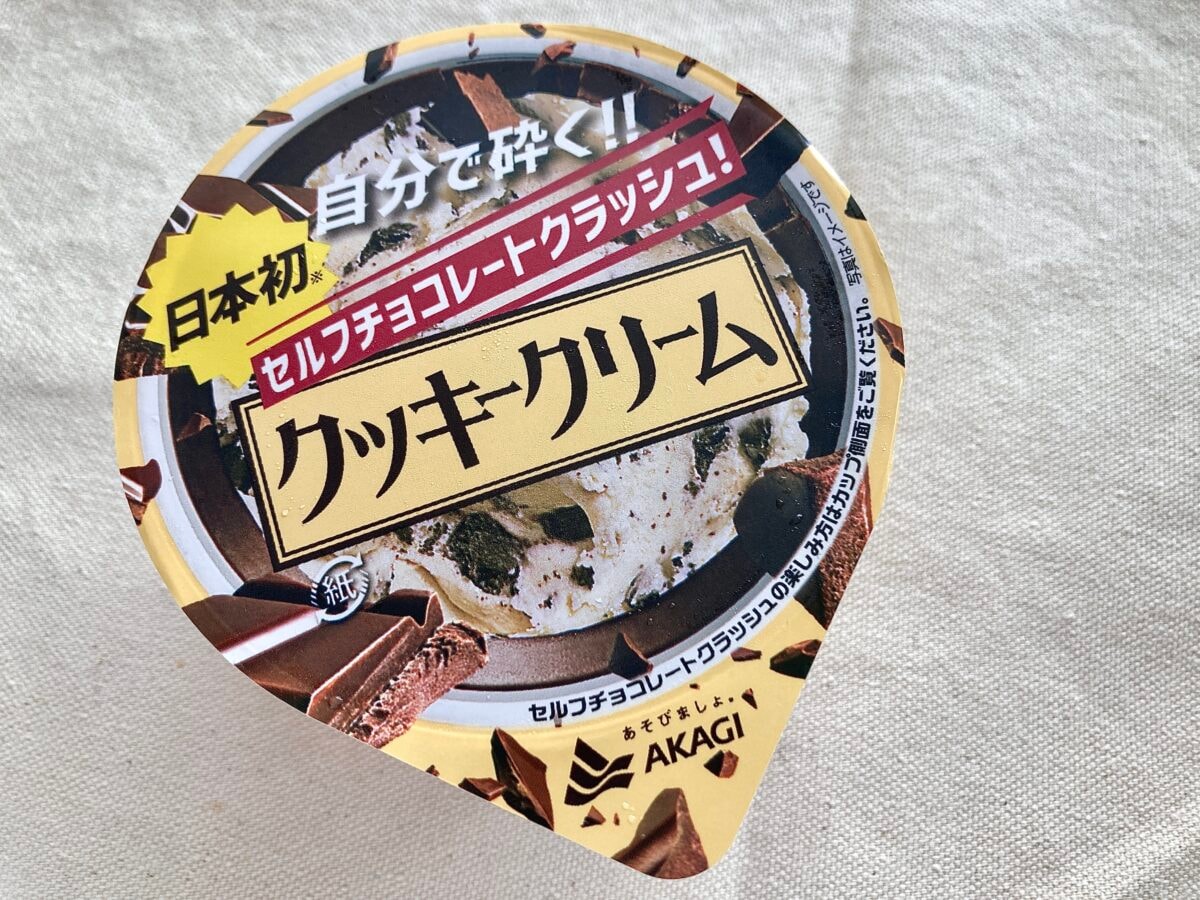 自分で砕く!!
セルフチョコレートクラッシュ!
日本初※
クッキークリーム
紙
写真はイメージです
セルフチョコレートクラッシュの楽しみ方はカップ側面をご覧ください。
あそびましょ。
AKAGI